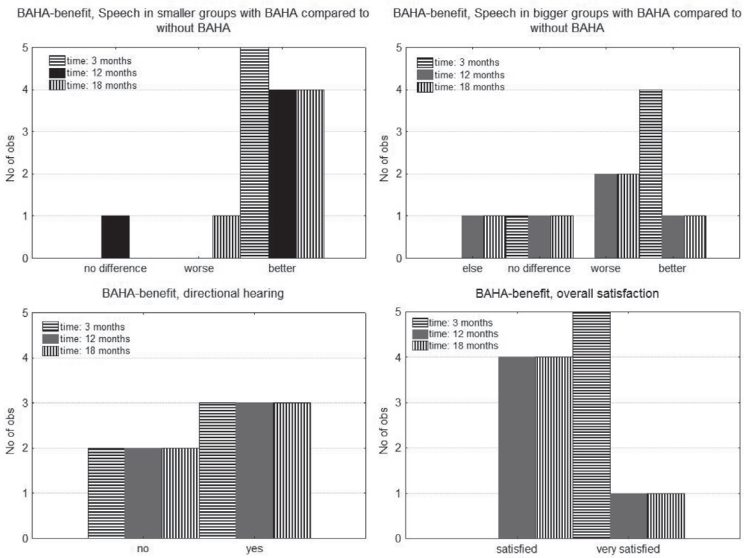 BAHA-benefit, Speech in smaller groups with BAHA compared to
without BAHA
5
4
3
2
1
0
No of obs
time: 3 months
time: 12 months
time: 18 months
no difference worse better
BAHA-benefit, Speech in bigger groups with BAHA compared to
without BAHA
5
4
3
2
1
0
No of obs
time: 3 months
time: 12 months
time: 18 months
else no difference worse better
BAHA-benefit, directional hearing
5
4
3
2
1
0
No of obs
time: 3 months
time: 12 months
time: 18 months
no yes
BAHA-benefit, overall satisfaction
5
4
3
2
1
0
No of obs
time: 3 months
time: 12 months
time: 18 months
satisfied very satisfied